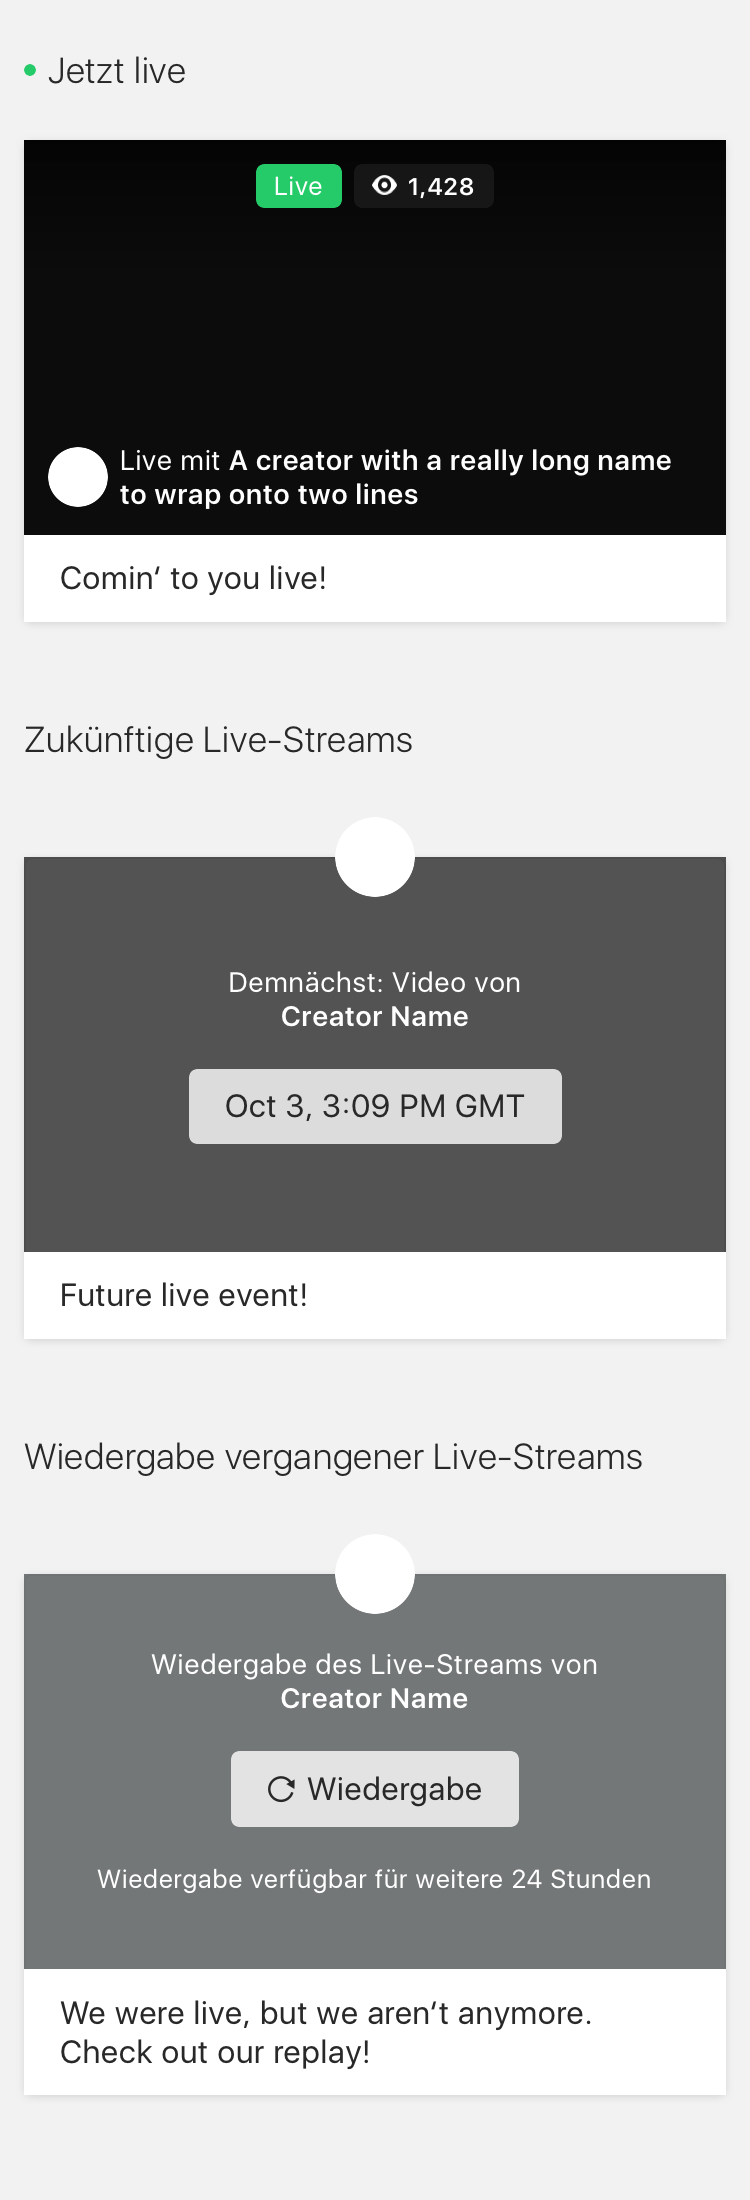 Jetzt live
Live 1,428
Live mit A creator with a really long name
to wrap onto two lines
Comin’ to you live!
Zukünftige Live-Streams
Demnächst: Video von
Creator Name
Oct 3, 3:09 PM GMT
Future live event!
Wiedergabe vergangener Live-Streams
Wiedergabe des Live-Streams von
Creator Name
Wiedergabe
Wiedergabe verfügbar für weitere 24 Stunden
We were live, but we aren’t anymore.
Check out our replay!